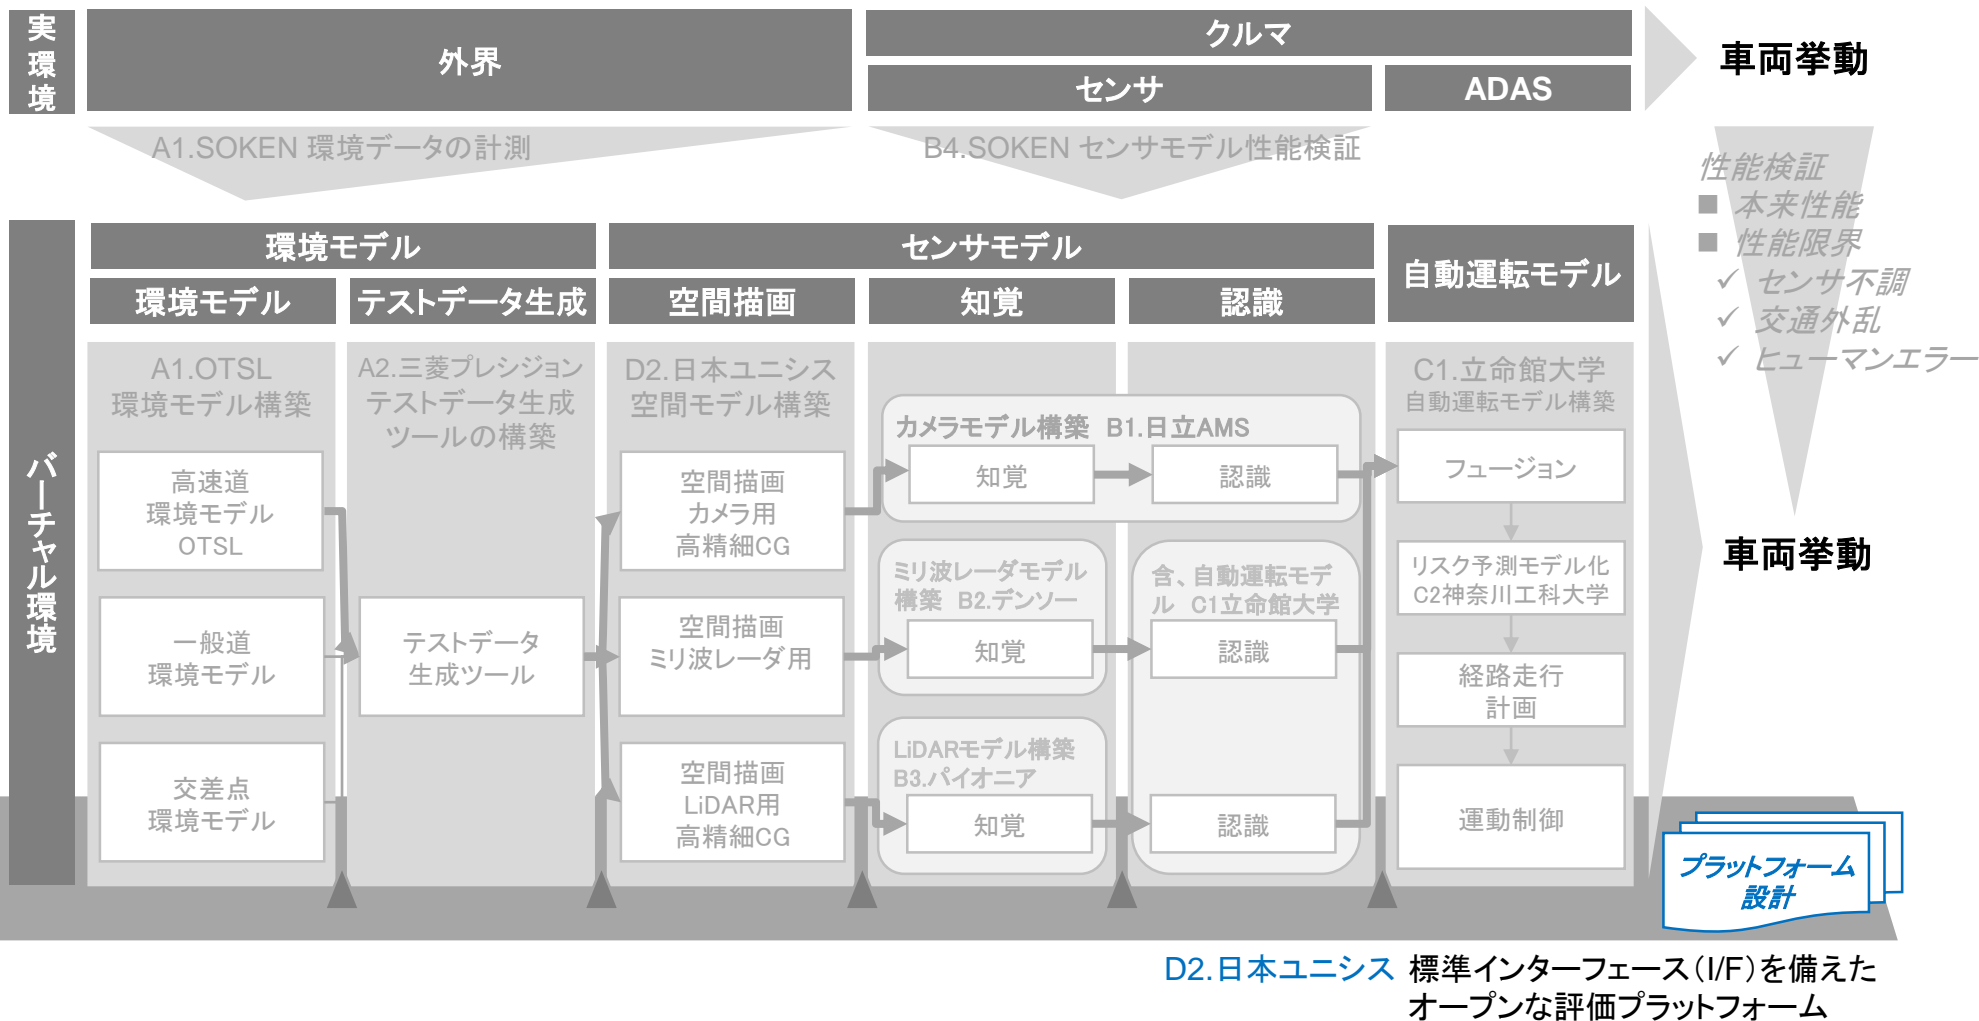 実
環
境
外界
クルマ
センサ
ADAS
車両挙動
A1.SOKEN 環境データの計測
B4.SOKEN センサモデル性能検証
性能検証
■ 本来性能
■ 性能限界
✓ センサ不調
✓ 交通外乱
✓ ヒューマンエラー
バーチャル環境
環境モデル
センサモデル
自動運転モデル
環境モデル
テストデータ生成
空間描画
知覚
認識
A1.OTSL
環境モデル構築
高速道
環境モデル
OTSL
一般道
環境モデル
交差点
環境モデル
A2.三菱プレシジョン
テストデータ生成
ツールの構築
テストデータ
生成ツール
D2.日本ユニシス
空間モデル構築
空間描画
カメラ用
高精細CG
空間描画
ミリ波レーダ用
空間描画
LiDAR用
高精細CG
カメラモデル構築 B1.日立AMS
知覚
認識
ミリ波レーダモデル
構築 B2.デンソー
知覚
含、自動運転モデ
ル C1立命館大学
認識
LiDARモデル構築
B3.パイオニア
知覚
認識
C1.立命館大学
自動運転モデル構築
フュージョン
リスク予測モデル化
C2神奈川工科大学
経路走行
計画
運動制御
車両挙動
プラットフォーム
設計
D2.日本ユニシス 標準インターフェース(I/F)を備えた
オープンな評価プラットフォーム